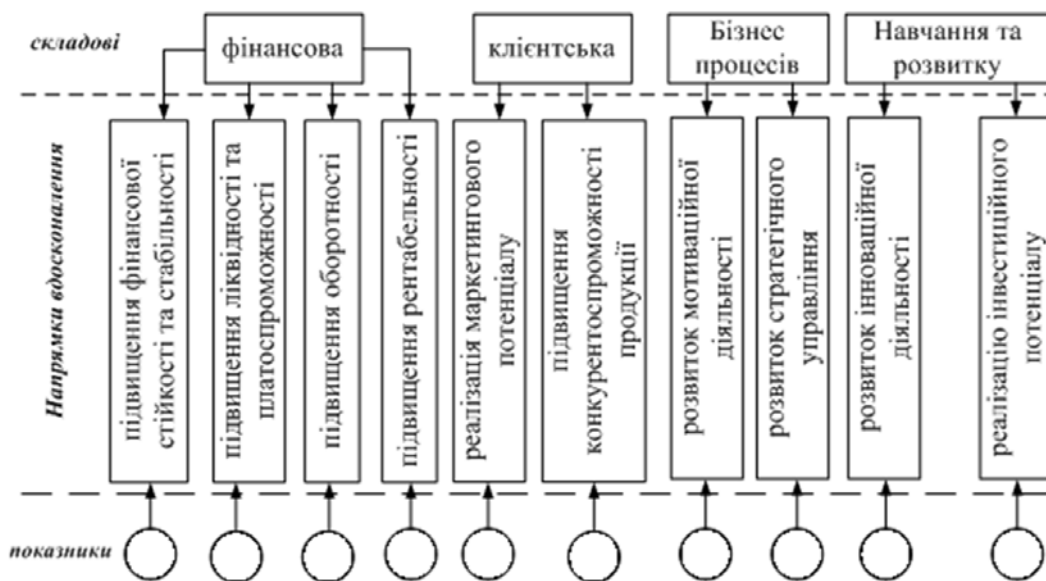 складові
фінансова
клієнтська
Бізнес
процесів
Навчання та
розвитку
Напрямки вдосконалення
підвищення фінансової
стійкості та стабільності
підвищення ліквідності та
платоспроможності
підвищення оборотності
підвищення рентабельності
реалізація маркетингового
потенціалу
підвищення
конкурентоспроможності
продукції
розвиток мотиваційної
діяльності
розвиток стратегічного
управління
розвиток інноваційної
діяльності
реалізацію інвестиційного
потенціалу
показники